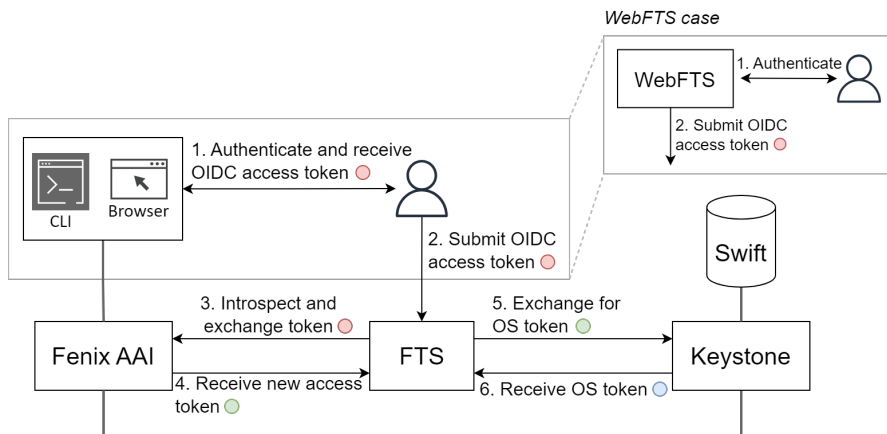 WebFTS case
WebFTS
1. Authenticate
2. Submit OIDC
access token
1. Authenticate and receive
OIDC access token
CLI
Browser
2. Submit OIDC
access token
Swift
3. Introspect and
exchange token
5. Exchange for
OS token
Fenix AAI
FTS
Keystone
4. Receive new access
token
6. Receive OS token